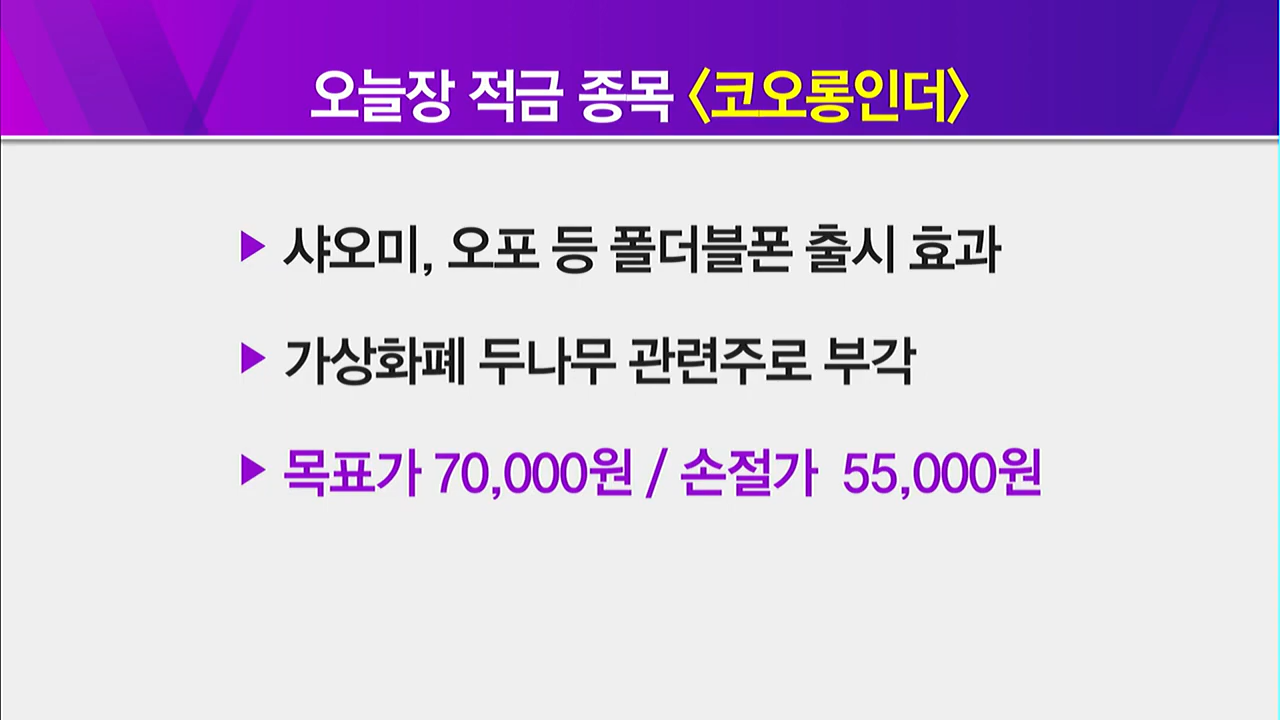 오늘장 적금 종목 <코오롱인더>
▶ 샤오미, 오포 등 폴더블폰 출시 효과
▶ 가상화폐 두나무 관련주로 부각
▶ 목표가 70,000원 / 손절가 55,000원